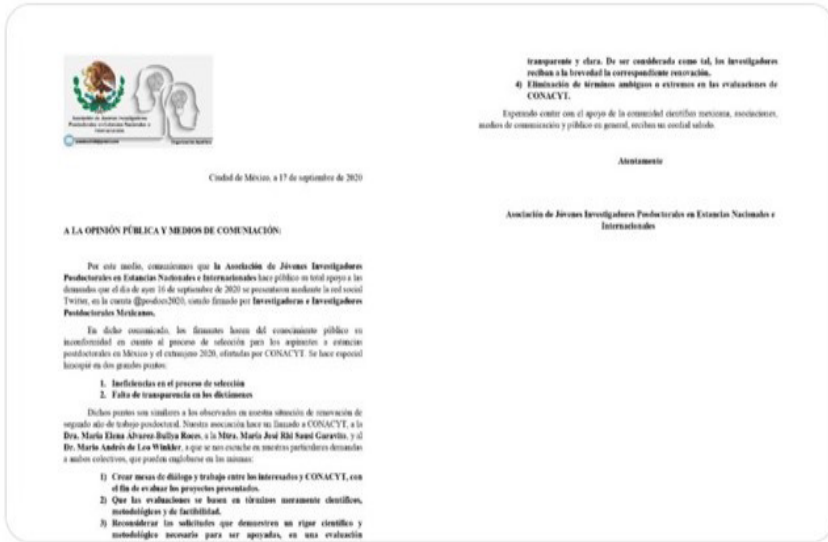 Asociación de Jóvenes Investigadores
Posdoctorales en Estancias Nacionales e
Internacionales
Ciudad de México, a 17 de septiembre de 2020
A LA OPINIÓN PÚBLICA Y MEDIOS DE COMUNIACIÓN:
Por este medio, comunicamos que la Asociación de Jóvenes Investigadores
Posdoctorales en Estancias Nacionales e Internacionales hace público su total apoyo a las
demandas que el día de ayer 16 de septiembre de 2020 se presentaron mediante la red social
Twitter, en la cuenta @posdocs2020, siendo firmado por Investigadoras e Investigadores
Postdoctorales Mexicanos.
En dicho comunicado, los firmantes hacen del conocimiento público su
inconformidad en cuanto al proceso de selección para los aspirantes a estancias
postdoctorales en México y el extranjero 2020, ofertadas por CONACYT. Se hace especial
hincapié en dos grandes puntos:
1. Ineficiencias en el proceso de selección
2. Falta de transparencia en los dictámenes
Dichos puntos son similares a los observados en nuestra situación de renovación de
segundo año de trabajo posdoctoral. Nuestra asociación hace un llamado a CONACYT, a la
Dra. María Elena Álvarez-Bullya Roces, a la Mtra. María José Rhi Sausi Garavito, y al
Dr. Mario Andrés de Leo Winkler, a que se nos escuche en nuestras particulares demandas
a ambos colectivos, que pueden englobarse en las mismas:
1) Crear mesas de diálogo y trabajo entre los interesados y CONACYT, con
el fin de evaluar los proyectos presentados.
2) Que las evaluaciones se basen en términos meramente científicos,
metodológicos y de factibilidad.
3) Reconsiderar las solicitudes que demuestren un rigor científico y
metodológico necesario para ser apoyadas, en una evaluación
transparente y clara. De ser considerada como tal, los investigadores
reciban a la brevedad la correspondiente renovación.
4) Eliminación de términos ambiguos o extremos en las evaluaciones de
CONACYT.
Esperando contar con el apoyo de la comunidad científica mexicana, asociaciones,
medios de comunicación y público en general, reciban un cordial saludo.
Atentamente
Asociación de Jóvenes Investigadores Posdoctorales en Estancias Nacionales e
Internacionales